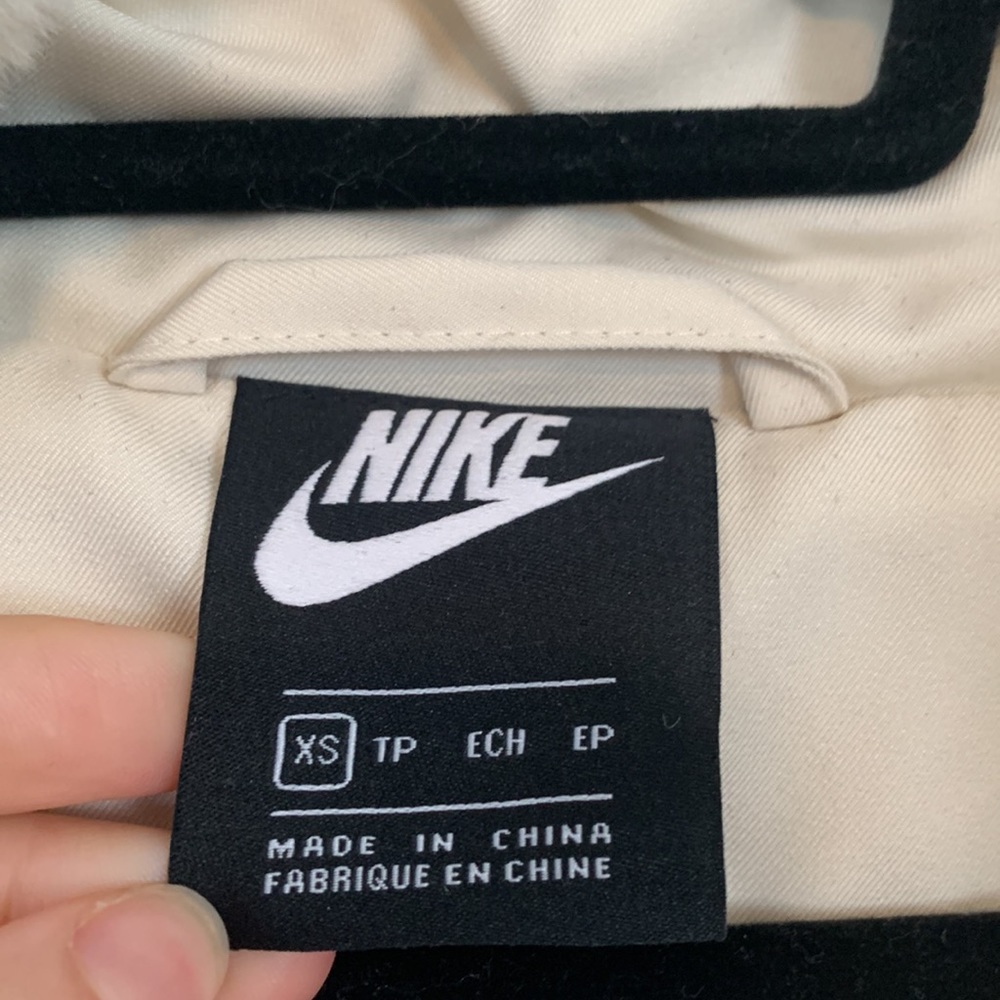 NIKE
XS TP ECH EP
MADE IN CHINA
FABRIQUE EN CHINE